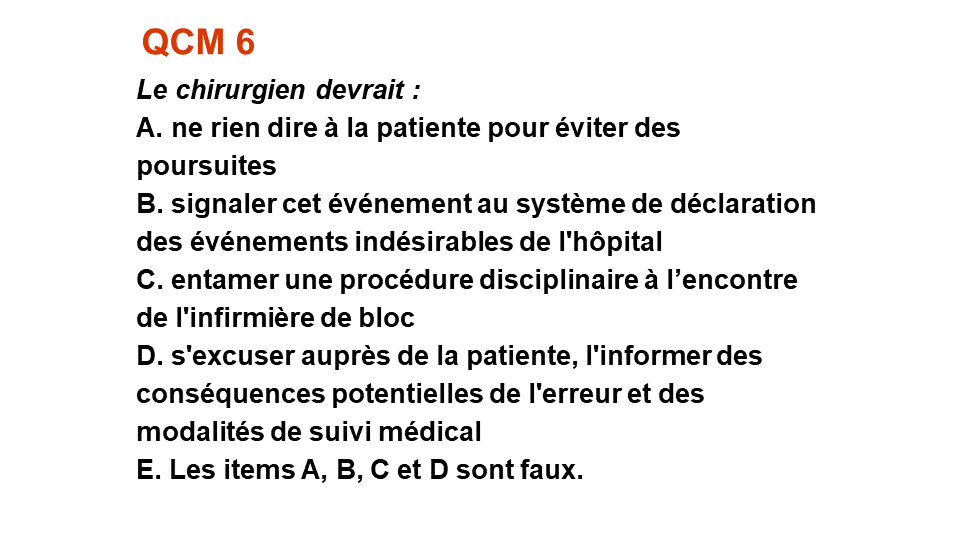 QCM 6
Le chirurgien devrait :
A. ne rien dire à la patiente pour éviter des
poursuites
B. signaler cet événement au système de déclaration
des événements indésirables de l'hôpital
C. entamer une procédure disciplinaire à l’encontre
de l'infirmière de bloc
D. s'excuser auprès de la patiente, l'informer des
conséquences potentielles de l'erreur et des
modalités de suivi médical
E. Les items A, B, C et D sont faux.